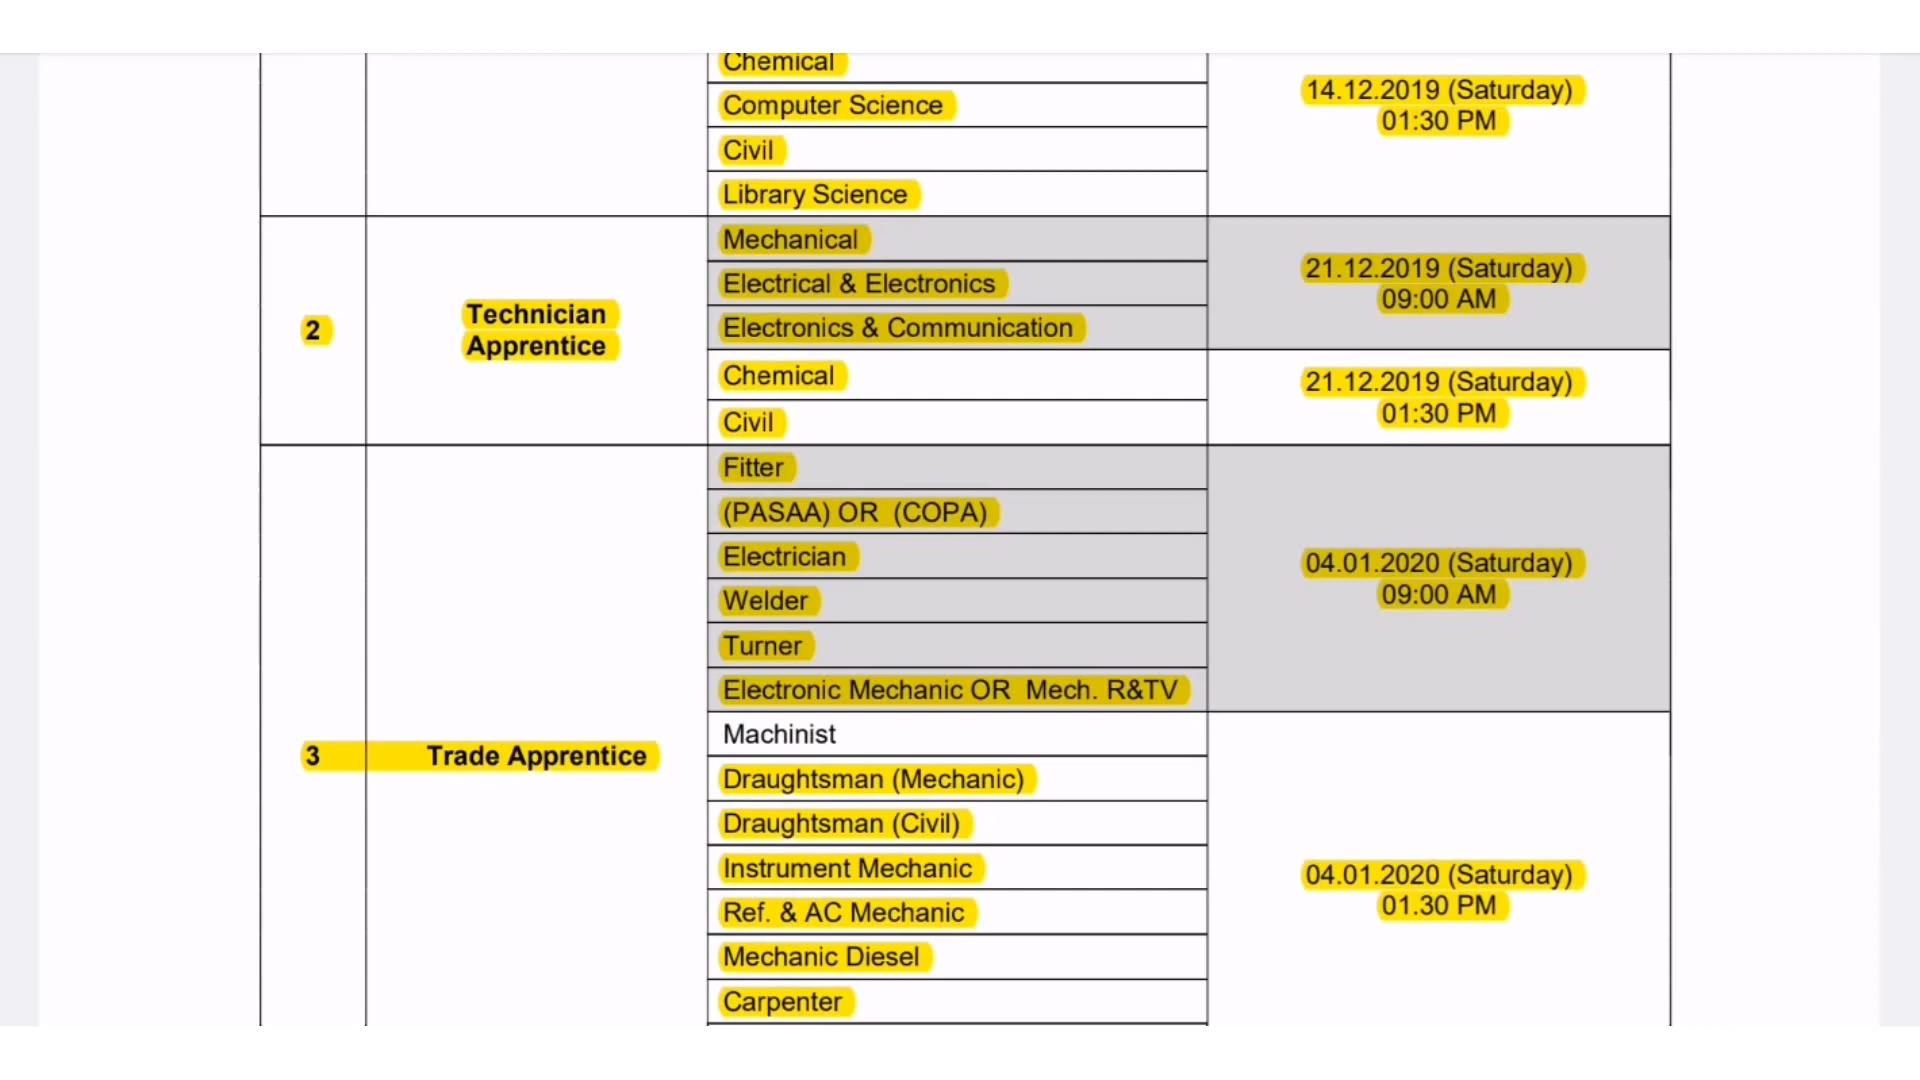 Chemical
Computer Science
Civil
Library Science
14.12.2019 (Saturday)
01:30 PM
2
Technician
Apprentice
Mechanical
Electrical & Electronics
Electronics & Communication
21.12.2019 (Saturday)
09:00 AM
Chemical
Civil
21.12.2019 (Saturday)
01:30 PM
3
Trade Apprentice
Fitter
(PASAA) OR (COPA)
Electrician
Welder
Turner
Electronic Mechanic OR Mech. R&TV
04.01.2020 (Saturday)
09:00 AM
Machinist
Draughtsman (Mechanic)
Draughtsman (Civil)
Instrument Mechanic
Ref. & AC Mechanic
Mechanic Diesel
Carpenter
04.01.2020 (Saturday)
01.30 PM